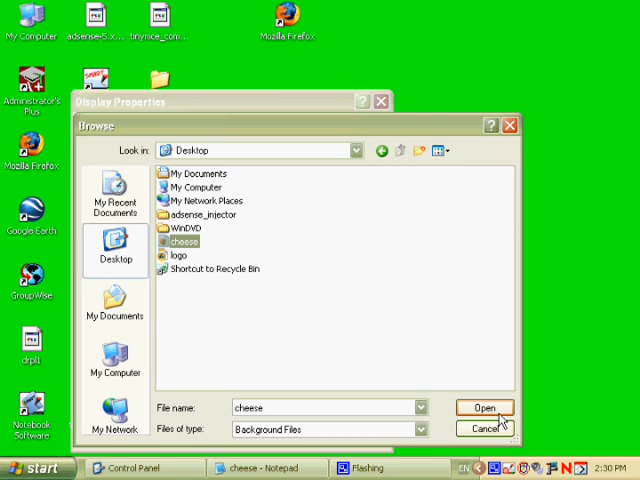 My Computer
adsense-5.x...
tinymce_com...
Mozilla Firefox
Administrator's
Plus
SMART
Display Properties
Browse
Look in:
Desktop
Mozilla Firefox
My Recent
Documents
My Documents
My Computer
My Network Places
adsense_injector
WinDVD
cheese
logo
Shortcut to Recycle Bin
Google Earth
Desktop
GroupWise
My Documents
drpl1
My Computer
Notebook
Software
My Network
File name:
cheese
Open
Files of type:
Background Files
Cancel
start
Control Panel
cheese - Notepad
Flashing
EN
2:30 PM